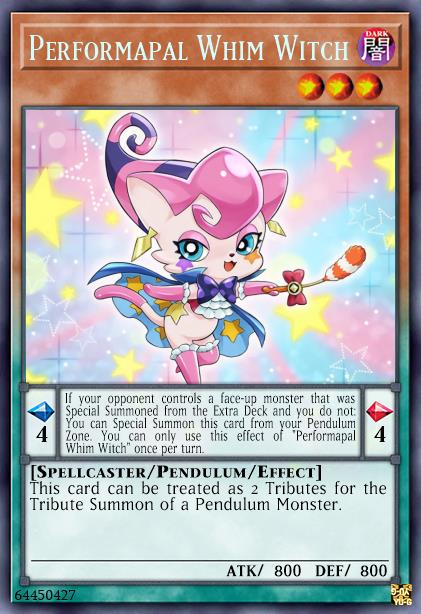 PERFORMAPAL WHIM WITCH
DARK
闇
If your opponent controls a face-up monster that was
Special Summoned from the Extra Deck and you do not:
You can Special Summon this card from your Pendulum
Zone. You can only use this effect of "Performapal
Whim Witch" once per turn.
4
4
[SPELLCASTER/PENDULUM/EFFECT]
This card can be treated as 2 Tributes for the
Tribute Summon of a Pendulum Monster.
ATK/ 800 DEF/ 800
64450427